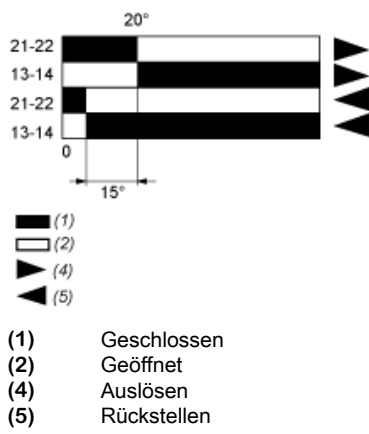 20°
21-22
13-14
21-22
13-14
0
15°
(1)
(2)
(4)
(5)
(1) Geschlossen
(2) Geöffnet
(4) Auslösen
(5) Rückstellen